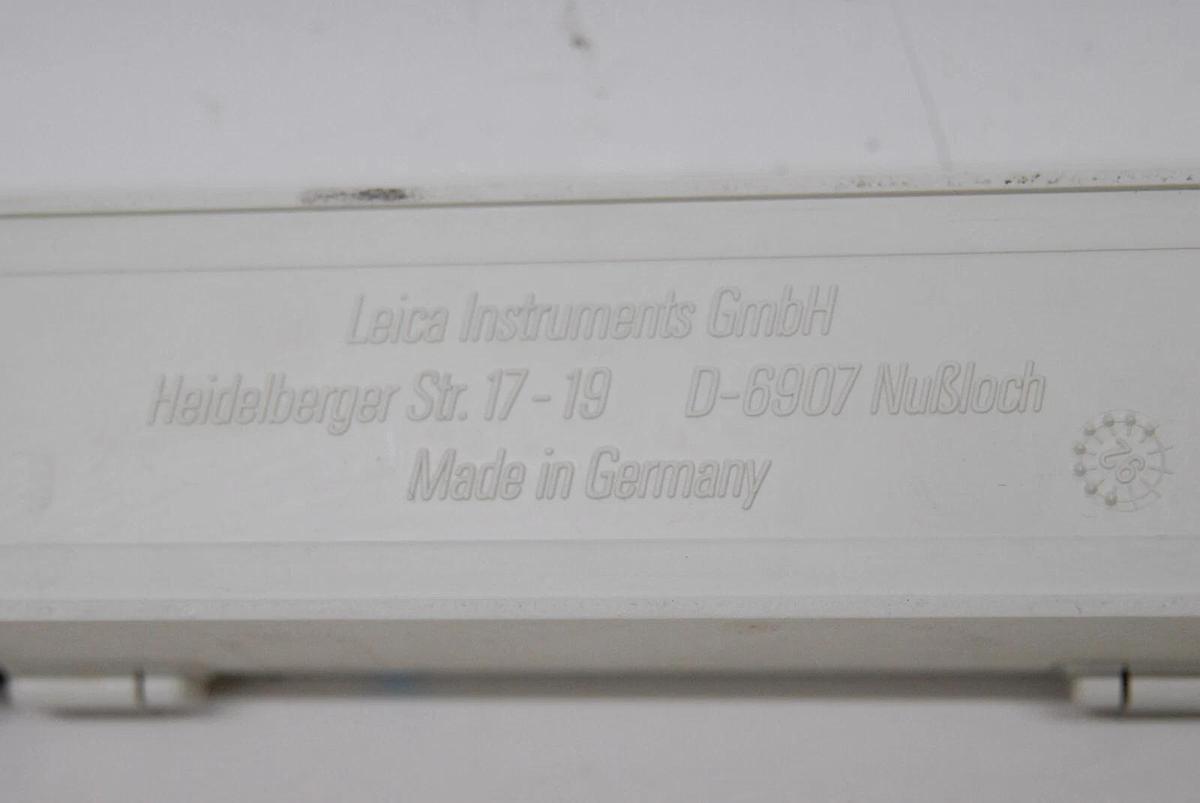 Leica Instruments GmbH
Heidelberger Str. 17-19 D-6907 Nußloch
Made in Germany